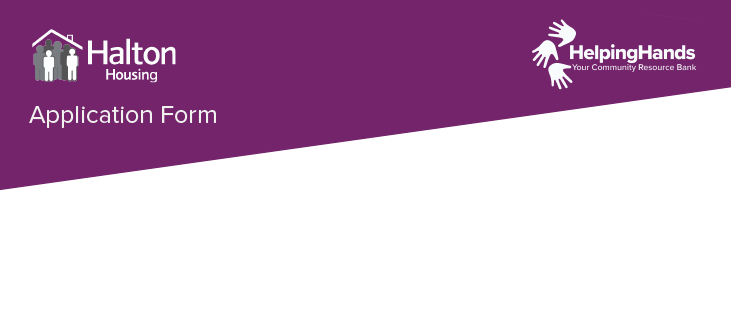 Halton
Housing
HelpingHands
Your Community Resource Bank
Application Form